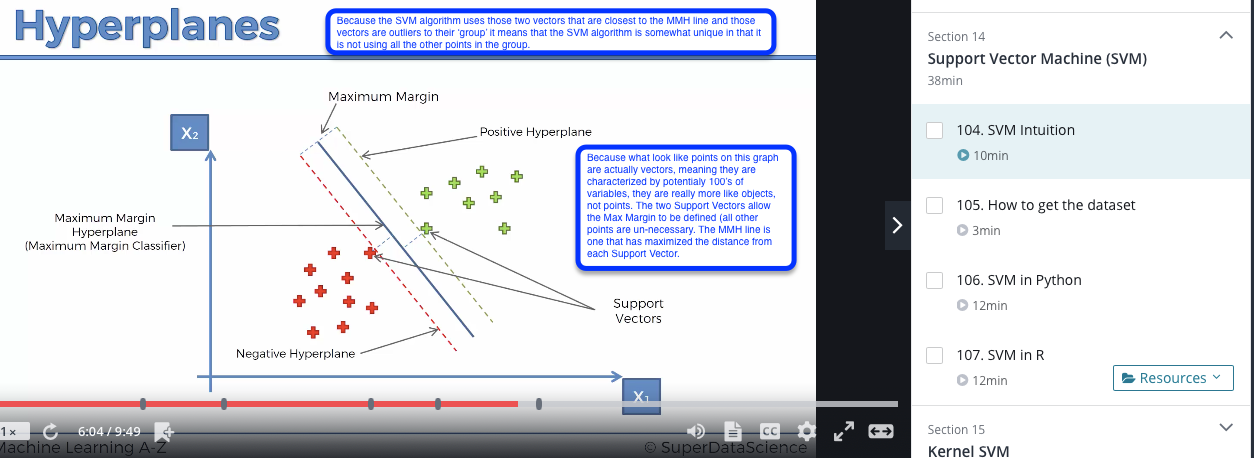 Hyperplanes
Because the SVM algorithm uses those two vectors that are closest to the MMH line and those
vectors are outliers to their 'group' it means that the SVM algorithm is somewhat unique in that it
is not using all the other points in the group.
Maximum Margin
X₂
Positive Hyperplane
Because what look like points on this graph
are actually vectors, meaning they are
characterized by potentialy 100's of
variables, they are really more like objects,
not points. The two Support Vectors allow
the Max Margin to be defined (all other
points are un-necessary. The MMH line is
one that has maximized the distance from
each Support Vector.
Maximum Margin
Hyperplane
(Maximum Margin Classifier)
Support
Vectors
Negative Hyperplane
X₁
1×
6:04 / 9:49
CC
Machine Learning A-Z
© SuperDataScience
Section 14
Support Vector Machine (SVM)
38min
104. SVM Intuition
10min
105. How to get the dataset
3min
106. SVM in Python
12min
107. SVM in R
12min
Resources
Section 15
Kernel SVM